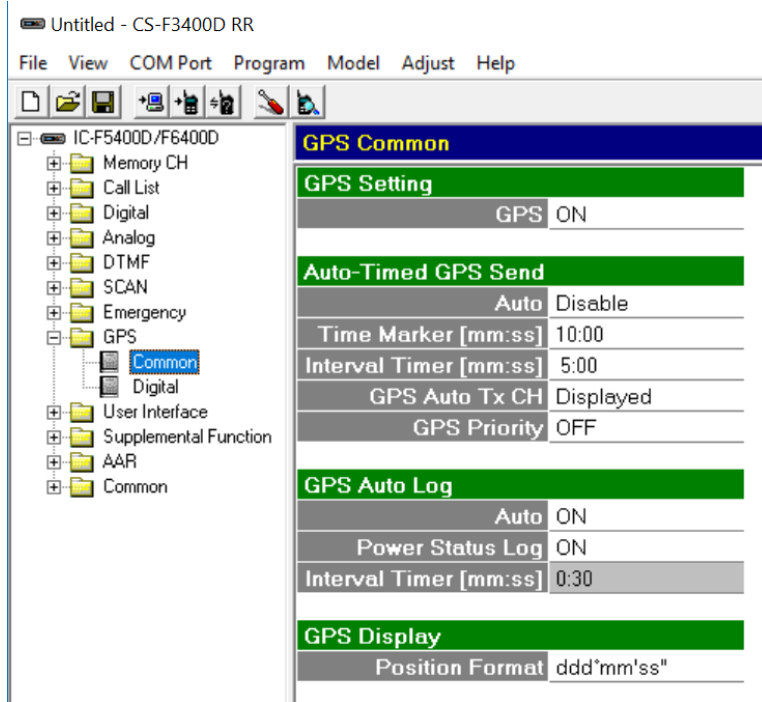 Untitled - CS-F3400D RR
File View COM Port Program Model Adjust Help
IC-F5400D/F6400D
Memory CH
Call List
Digital
Analog
DTMF
SCAN
Emergency
GPS
Common
Digital
User Interface
Supplemental Function
AAR
Common
GPS Common
GPS Setting
GPS ON
Auto-Timed GPS Send
Auto Disable
Time Marker [mm:ss] 10:00
Interval Timer [mm:ss] 5:00
GPS Auto Tx CH Displayed
GPS Priority OFF
GPS Auto Log
Auto ON
Power Status Log ON
Interval Timer [mm:ss] 0:30
GPS Display
Position Format ddd°mm'ss"